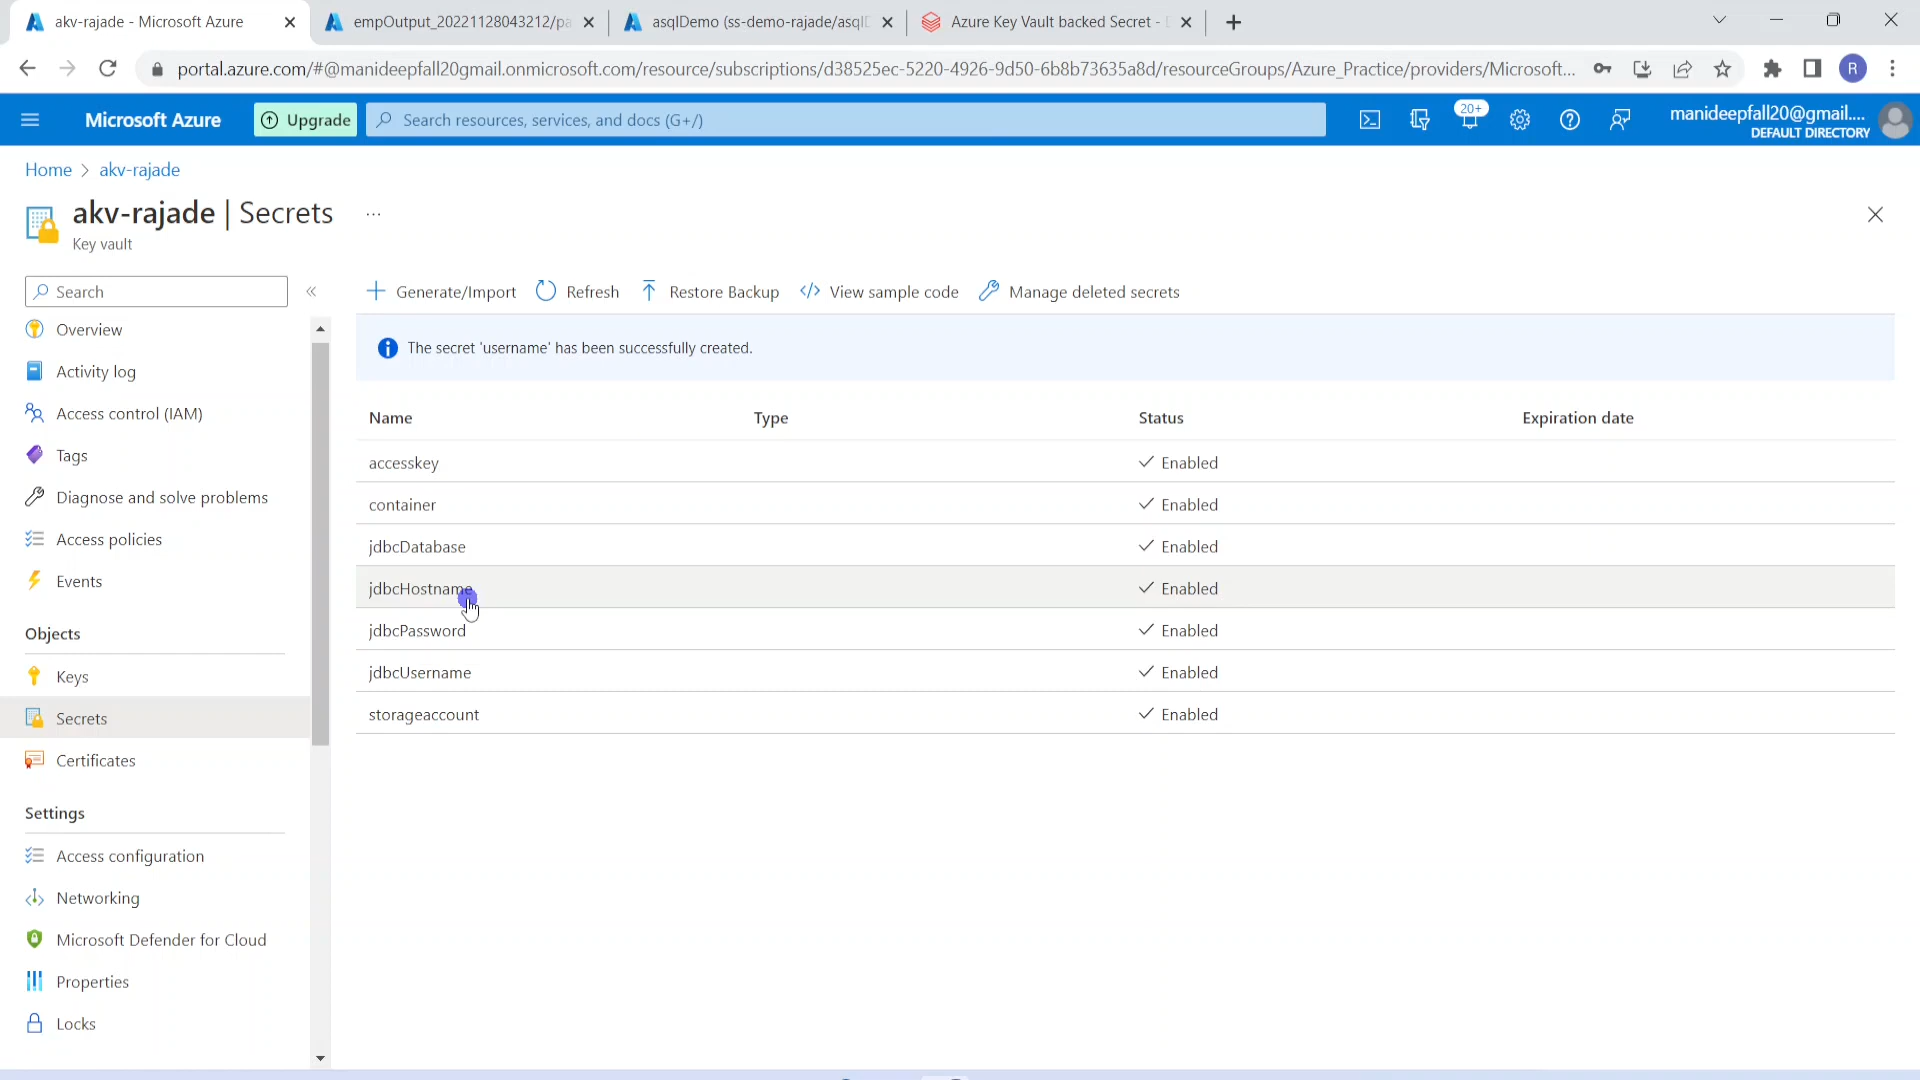 akv-rajade - Microsoft Azure
empOutput_20221128043212/pa
asqlDemo (ss-demo-rajade/asqlD
Azure Key Vault backed Secret -
portal.azure.com/#@manideepfall20gmail.onmicrosoft.com/resource/subscriptions/d38525ec-5220-4926-9d50-6b8b73635a8d/resourceGroups/Azure_Practice/providers/Microsoft...
R
Microsoft Azure
Upgrade
Search resources, services, and docs (G+/)
20+
manideepfall20@gmail....
DEFAULT DIRECTORY
Home > akv-rajade
akv-rajade | Secrets ...
Key vault
Search
Generate/Import
Refresh
Restore Backup
View sample code
Manage deleted secrets
Overview
Activity log
Access control (IAM)
Tags
Diagnose and solve problems
Access policies
Events
Objects
Keys
Secrets
Certificates
Settings
Access configuration
Networking
Microsoft Defender for Cloud
Properties
Locks
The secret 'username' has been successfully created.
Name Type Status Expiration date
accesskey Enabled
container Enabled
jdbcDatabase Enabled
jdbcHostname Enabled
jdbcPassword Enabled
jdbcUsername Enabled
storageaccount Enabled